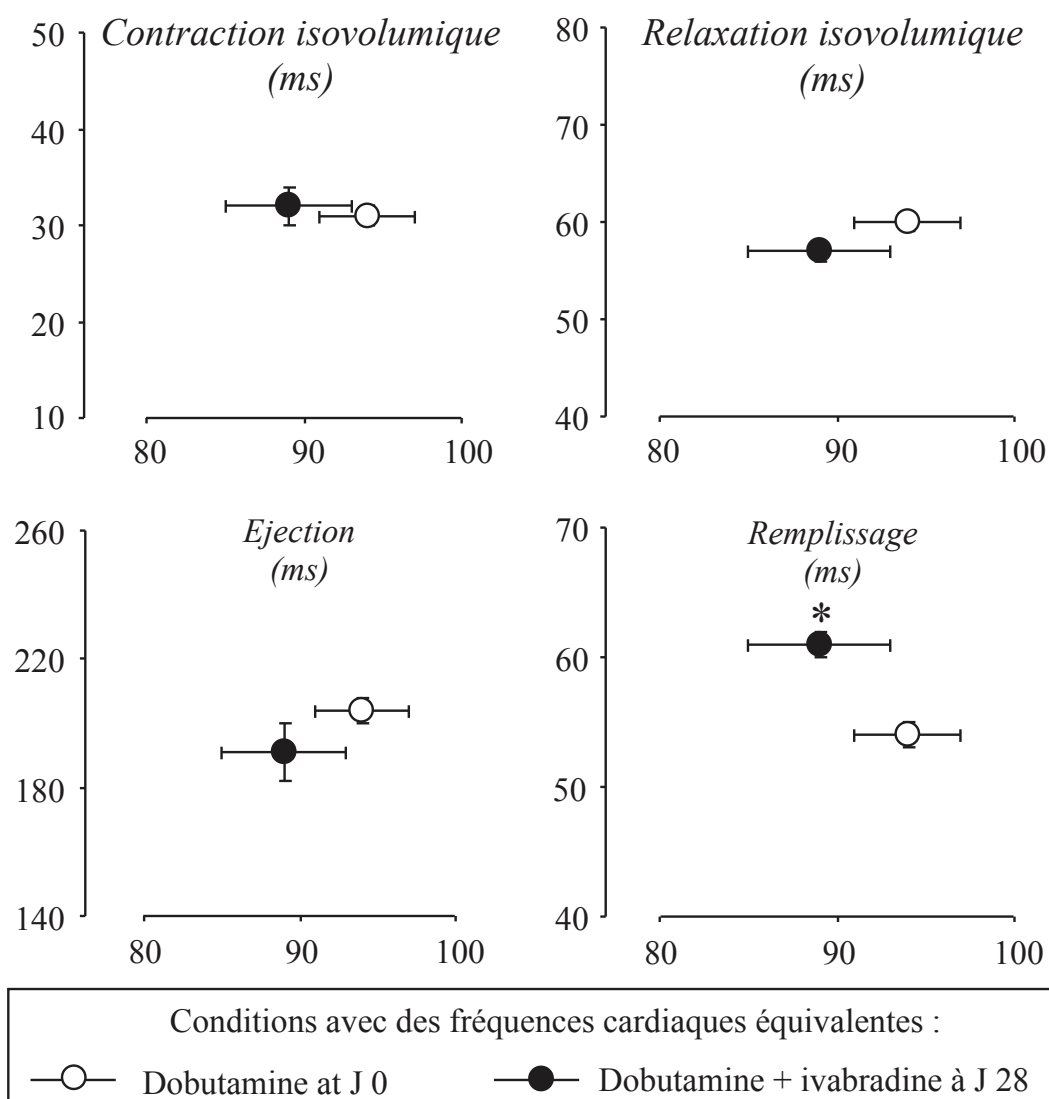 Contraction isovolumique
(ms)
50
40
30
20
10
80 90 100
Relaxation isovolumique
(ms)
80
70
60
50
40
80 90 100
Ejection
(ms)
260
220
180
140
80 90 100
Remplissage
(ms)
70
*
60
50
40
80 90 100
Conditions avec des fréquences cardiaques équivalentes :
Dobutamine at J 0
Dobutamine + ivabradine à J 28